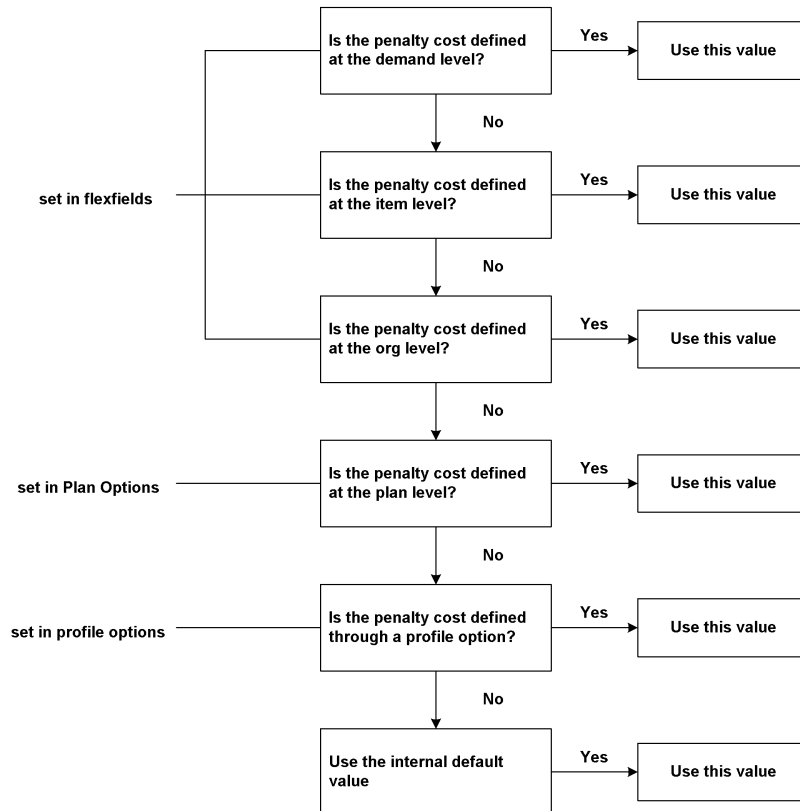 Is the penalty cost defined
at the demand level?
Yes
Use this value
No
set in flexfields
Is the penalty cost defined
at the item level?
Yes
Use this value
No
Is the penalty cost defined
at the org level?
Yes
Use this value
No
set in Plan Options
Is the penalty cost defined
at the plan level?
Yes
Use this value
No
set in profile options
Is the penalty cost defined
through a profile option?
Yes
Use this value
No
Use the internal default
value
Yes
Use this value